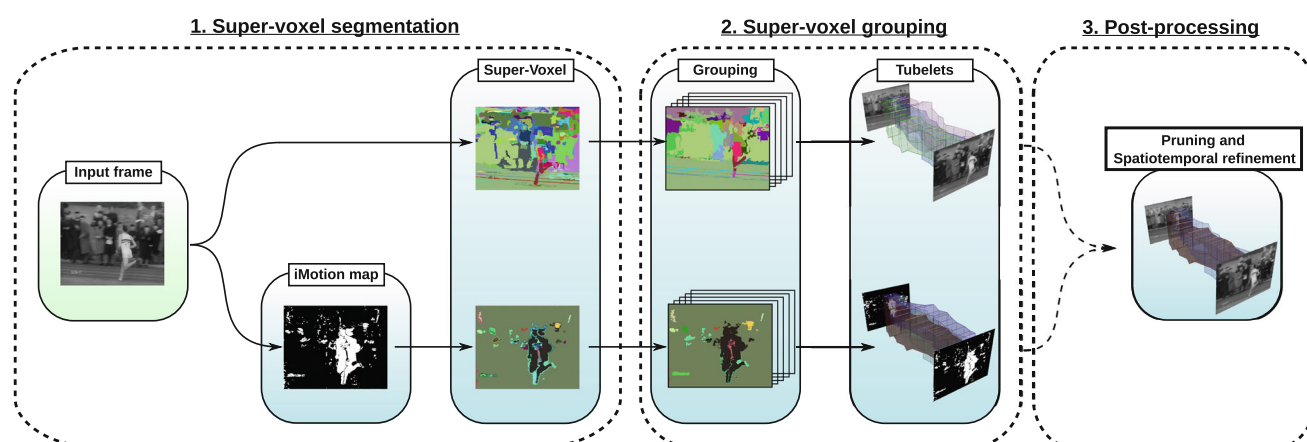 1. Super-voxel segmentation
2. Super-voxel grouping
3. Post-processing
Super-Voxel
Grouping
Tubelets
Input frame
iMotion map
Pruning and
Spatiotemporal refinement